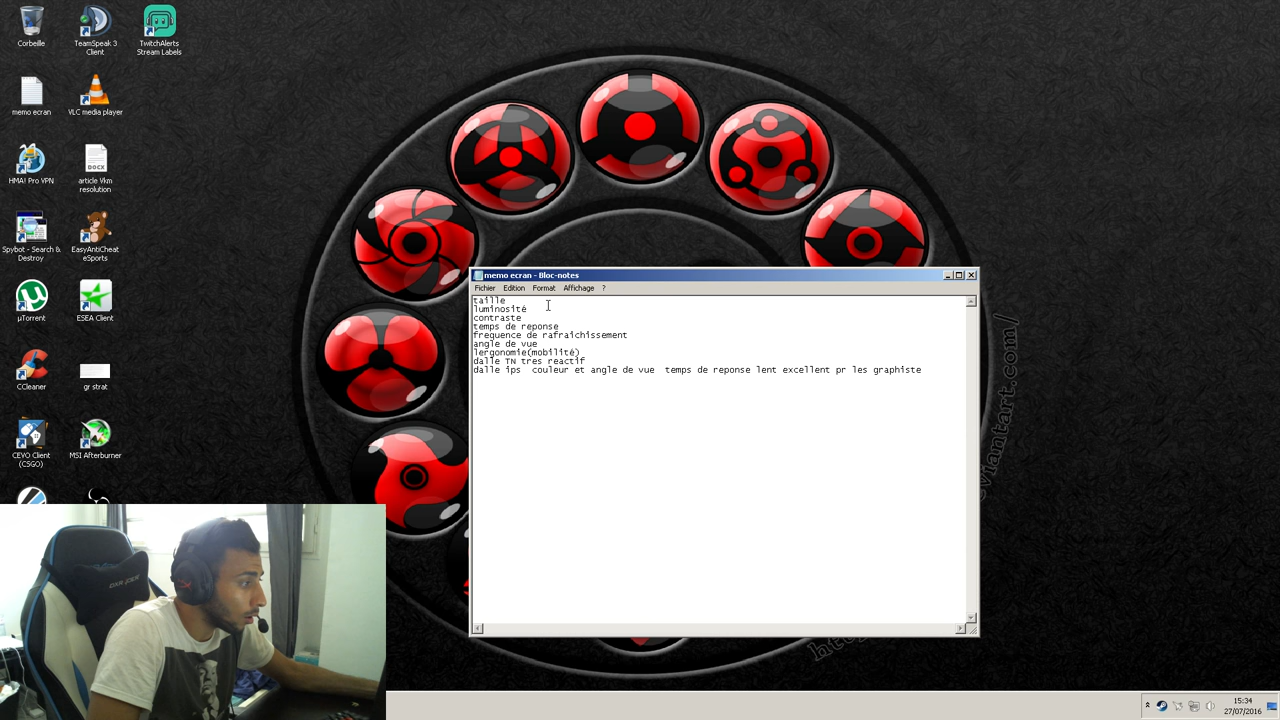 Corbeille
TeamSpeak 3
Client
TwitchAlerts
Stream Labels
memo ecran
VLC media player
HMA! Pro VPN
DOCX
article Vkm
resolution
Spybot - Search &
Destroy
EasyAntiCheat
eSports
µTorrent
ESEA Client
CCleaner
gr strat
CEVO Client
(CSGO)
MSI Afterburner
memo ecran - Bloc-notes
Fichier Edition Format Affichage ?
taille
luminosité
contraste
temps de reponse
frequence de rafraichissement
angle de vue
lergonomie(mobilité)
dalle TN tres reactif
dalle ips couleur et angle de vue temps de reponse lent excellent pr les graphiste
15:34
27/07/2016